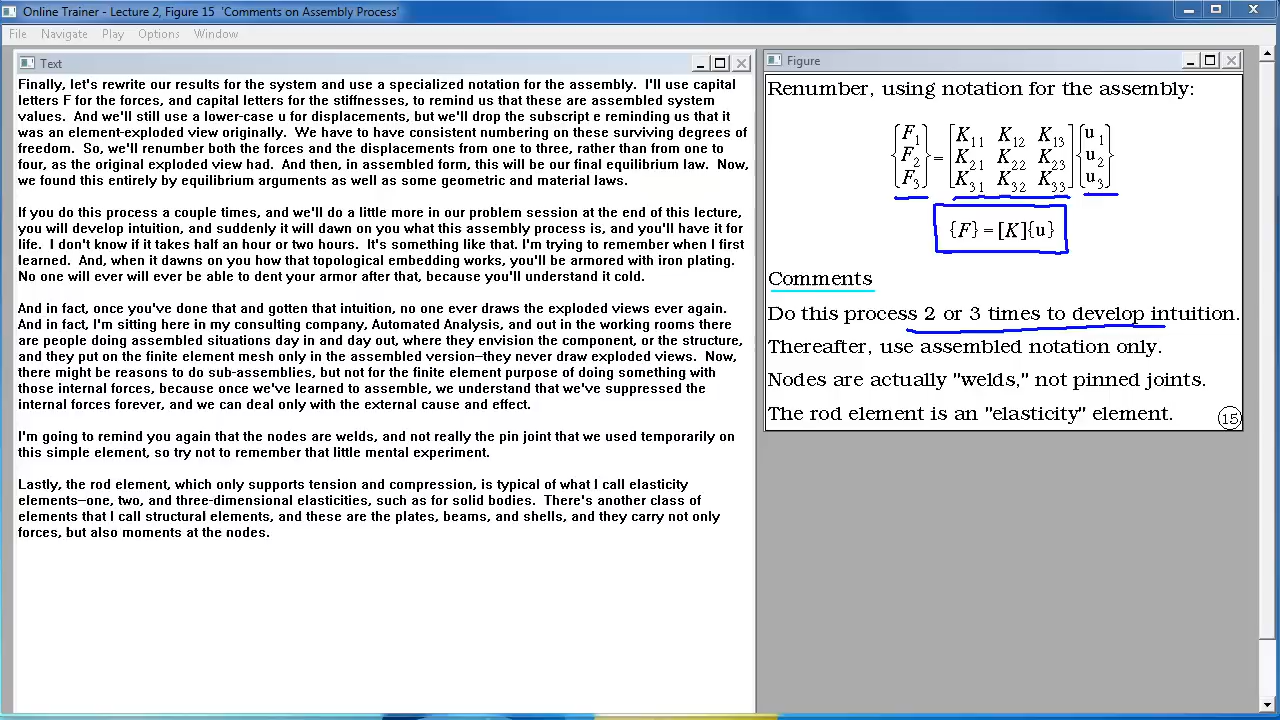 Online Trainer - Lecture 2, Figure 15 'Comments on Assembly Process'
File Navigate Play Options Window
Text
Finally, let's rewrite our results for the system and use a specialized notation for the assembly. I'll use capital
letters F for the forces, and capital letters for the stiffnesses, to remind us that these are assembled system
values. And we'll still use a lower-case u for displacements, but we'll drop the subscript e reminding us that it
was an element-exploded view originally. We have to have consistent numbering on these surviving degrees of
freedom. So, we'll renumber both the forces and the displacements from one to three, rather than from one to
four, as the original exploded view had. And then, in assembled form, this will be our final equilibrium law. Now,
we found this entirely by equilibrium arguments as well as some geometric and material laws.
If you do this process a couple times, and we'll do a little more in our problem session at the end of this lecture,
you will develop intuition, and suddenly it will dawn on you what this assembly process is, and you'll have it for
life. I don't know if it takes half an hour or two hours. It's something like that. I'm trying to remember when I first
learned. And, when it dawns on you how that topological embedding works, you'll be armored with iron plating.
No one will ever will ever be able to dent your armor after that, because you'll understand it cold.
And in fact, once you've done that and gotten that intuition, no one ever draws the exploded views ever again.
And in fact, I'm sitting here in my consulting company, Automated Analysis, and out in the working rooms there
are people doing assembled situations day in and day out, where they envision the component, or the structure,
and they put on the finite element mesh only in the assembled version–they never draw exploded views. Now,
there might be reasons to do sub-assemblies, but not for the finite element purpose of doing something with
those internal forces, because once we've learned to assemble, we understand that we've suppressed the
internal forces forever, and we can deal only with the external cause and effect.
I'm going to remind you again that the nodes are welds, and not really the pin joint that we used temporarily on
this simple element, so try not to remember that little mental experiment.
Lastly, the rod element, which only supports tension and compression, is typical of what I call elasticity
elements–one, two, and three-dimensional elasticities, such as for solid bodies. There's another class of
elements that I call structural elements, and these are the plates, beams, and shells, and they carry not only
forces, but also moments at the nodes.
Figure
Renumber, using notation for the assembly:
F1 K11 K12 K13 u1
F2 = K21 K22 K23 u2
F3 K31 K32 K33 u3
{F} = [K]{u}
Comments
Do this process 2 or 3 times to develop intuition.
Thereafter, use assembled notation only.
Nodes are actually "welds," not pinned joints.
The rod element is an "elasticity" element.
15